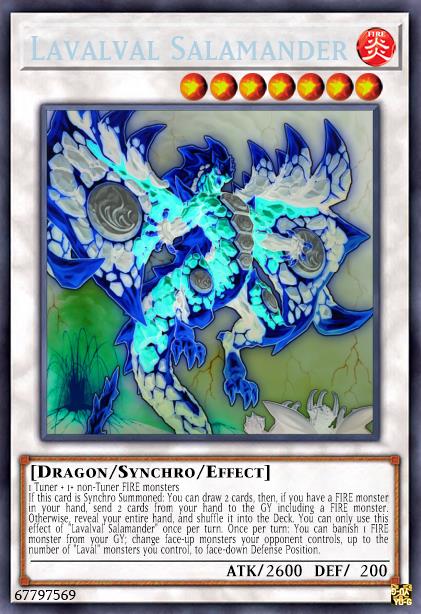 Lavalval Salamander
FIRE
炎
[Dragon/Synchro/Effect]
1 Tuner + 1+ non-Tuner FIRE monsters
If this card is Synchro Summoned: You can draw 2 cards, then, if you have a FIRE monster
in your hand, send 2 cards from your hand to the GY including a FIRE monster.
Otherwise, reveal your entire hand, and shuffle it into the Deck. You can only use this
effect of "Lavalval Salamander" once per turn. Once per turn: You can banish 1 FIRE
monster from your GY; change face-up monsters your opponent controls, up to the
number of "Laval" monsters you control, to face-down Defense Position.
ATK/2600 DEF/ 200
67797569